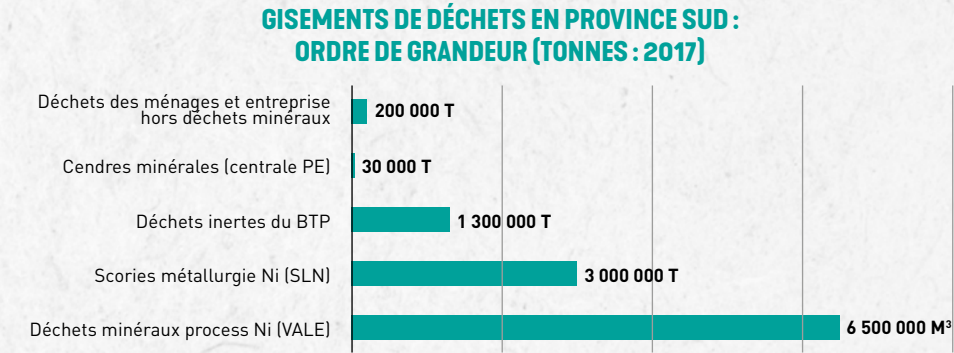 GISEMENTS DE DÉCHETS EN PROVINCE SUD :
ORDRE DE GRANDEUR (TONNES : 2017)
Déchets des ménages et entreprise
hors déchets minéraux
200 000 T
Cendres minérales (centrale PE)
30 000 T
Déchets inertes du BTP
1 300 000 T
Scories métallurgie Ni (SLN)
3 000 000 T
Déchets minéraux process Ni (VALE)
6 500 000 M³